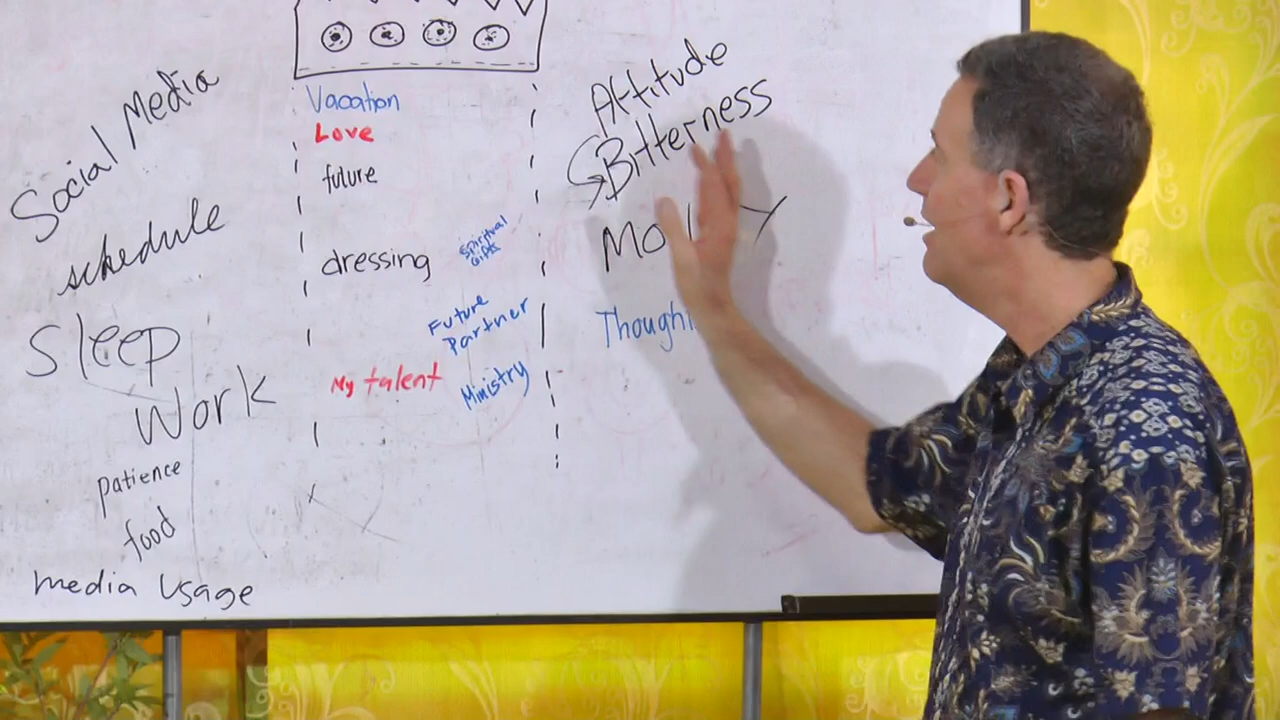 Social Media
schedule
Sleep
Work
patience
food
media Usage
Vacation
Love
future
dressing
Spiritual
Gifts
Future
Partner
My talent
Ministry
Attitude
Bitterness